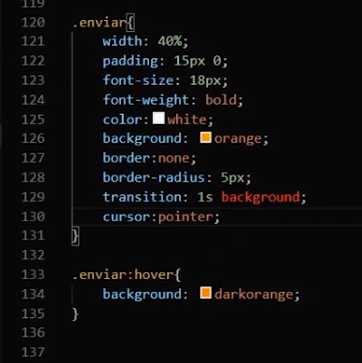 119
120 .enviar{
121 width: 40%;
122 padding: 15px 0;
123 font-size: 18px;
124 font-weight: bold;
125 color: white;
126 background: orange;
127 border:none;
128 border-radius: 5px;
129 transition: 1s background;
130 cursor:pointer;
131 }
132
133 .enviar:hover{
134 background: darkorange;
135 }
136
137